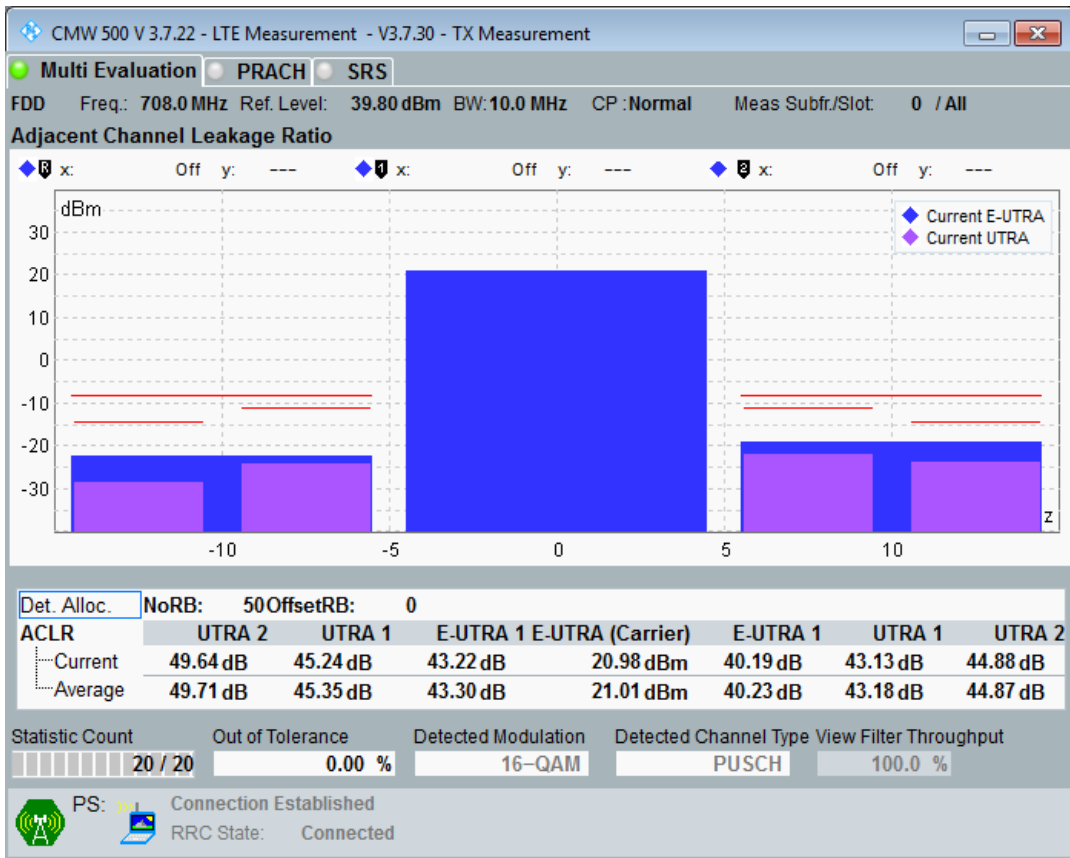 CMW 500 V 3.7.22 - LTE Measurement - V3.7.30 - TX Measurement
Multi Evaluation PRACH SRS
FDD Freq.: 708.0 MHz Ref. Level: 39.80 dBm BW: 10.0 MHz CP : Normal Meas Subfr./Slot: 0 / All
Adjacent Channel Leakage Ratio
R x: Off y: --- 1 x: Off y: --- 2 x: Off y: ---
dBm
Current E-UTRA
Current UTRA
30
20
10
0
-10
-20
-30
z
-10 -5 0 5 10
Det. Alloc. NoRB: 50 OffsetRB: 0
ACLR UTRA 2 UTRA 1 E-UTRA 1 E-UTRA (Carrier) E-UTRA 1 UTRA 1 UTRA 2
Current 49.64 dB 45.24 dB 43.22 dB 20.98 dBm 40.19 dB 43.13 dB 44.88 dB
Average 49.71 dB 45.35 dB 43.30 dB 21.01 dBm 40.23 dB 43.18 dB 44.87 dB
Statistic Count Out of Tolerance Detected Modulation Detected Channel Type View Filter Throughput
20 / 20 0.00 % 16-QAM PUSCH 100.0 %
PS: Connection Established
RRC State: Connected